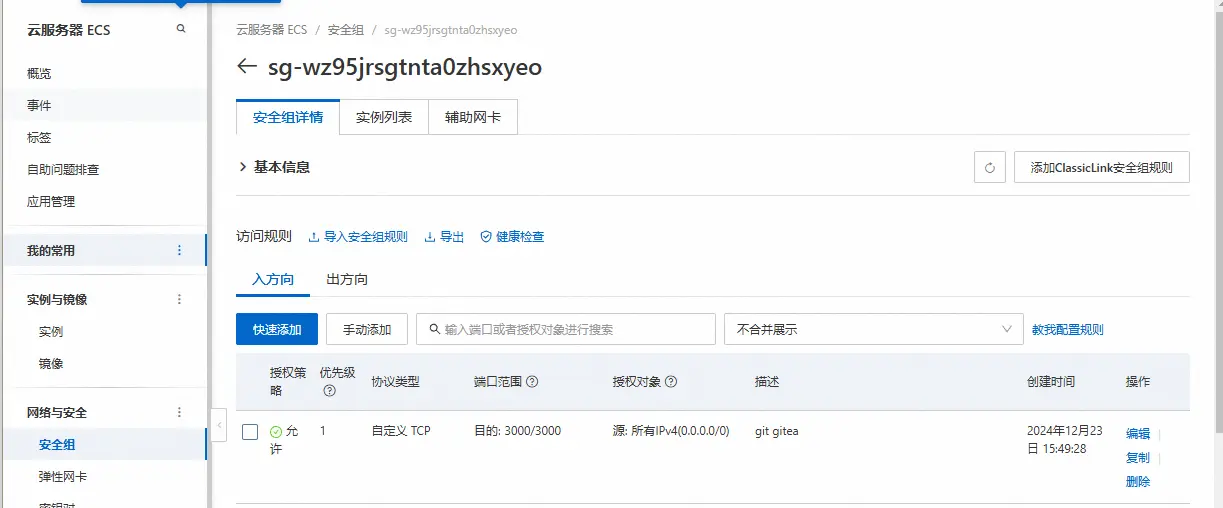 云服务器 ECS
概览
事件
标签
自助问题排查
应用管理
我的常用
实例与镜像
实例
镜像
网络与安全
安全组
弹性网卡
密钥对
云服务器 ECS / 安全组 / sg-wz95jrsgtnta0zhsxyeo
sg-wz95jrsgtnta0zhsxyeo
安全组详情 实例列表 辅助网卡
基本信息 添加ClassicLink安全组规则
访问规则 导入安全组规则 导出 健康检查
入方向 出方向
快速添加 手动添加 输入端口或者授权对象进行搜索 不合并展示 教我配置规则
授权策略 优先级 协议类型 端口范围 授权对象 描述 创建时间 操作
允许 1 自定义 TCP 目的: 3000/3000 源: 所有IPv4(0.0.0.0/0) git gitea 2024年12月23日 15:49:28 编辑
复制
删除